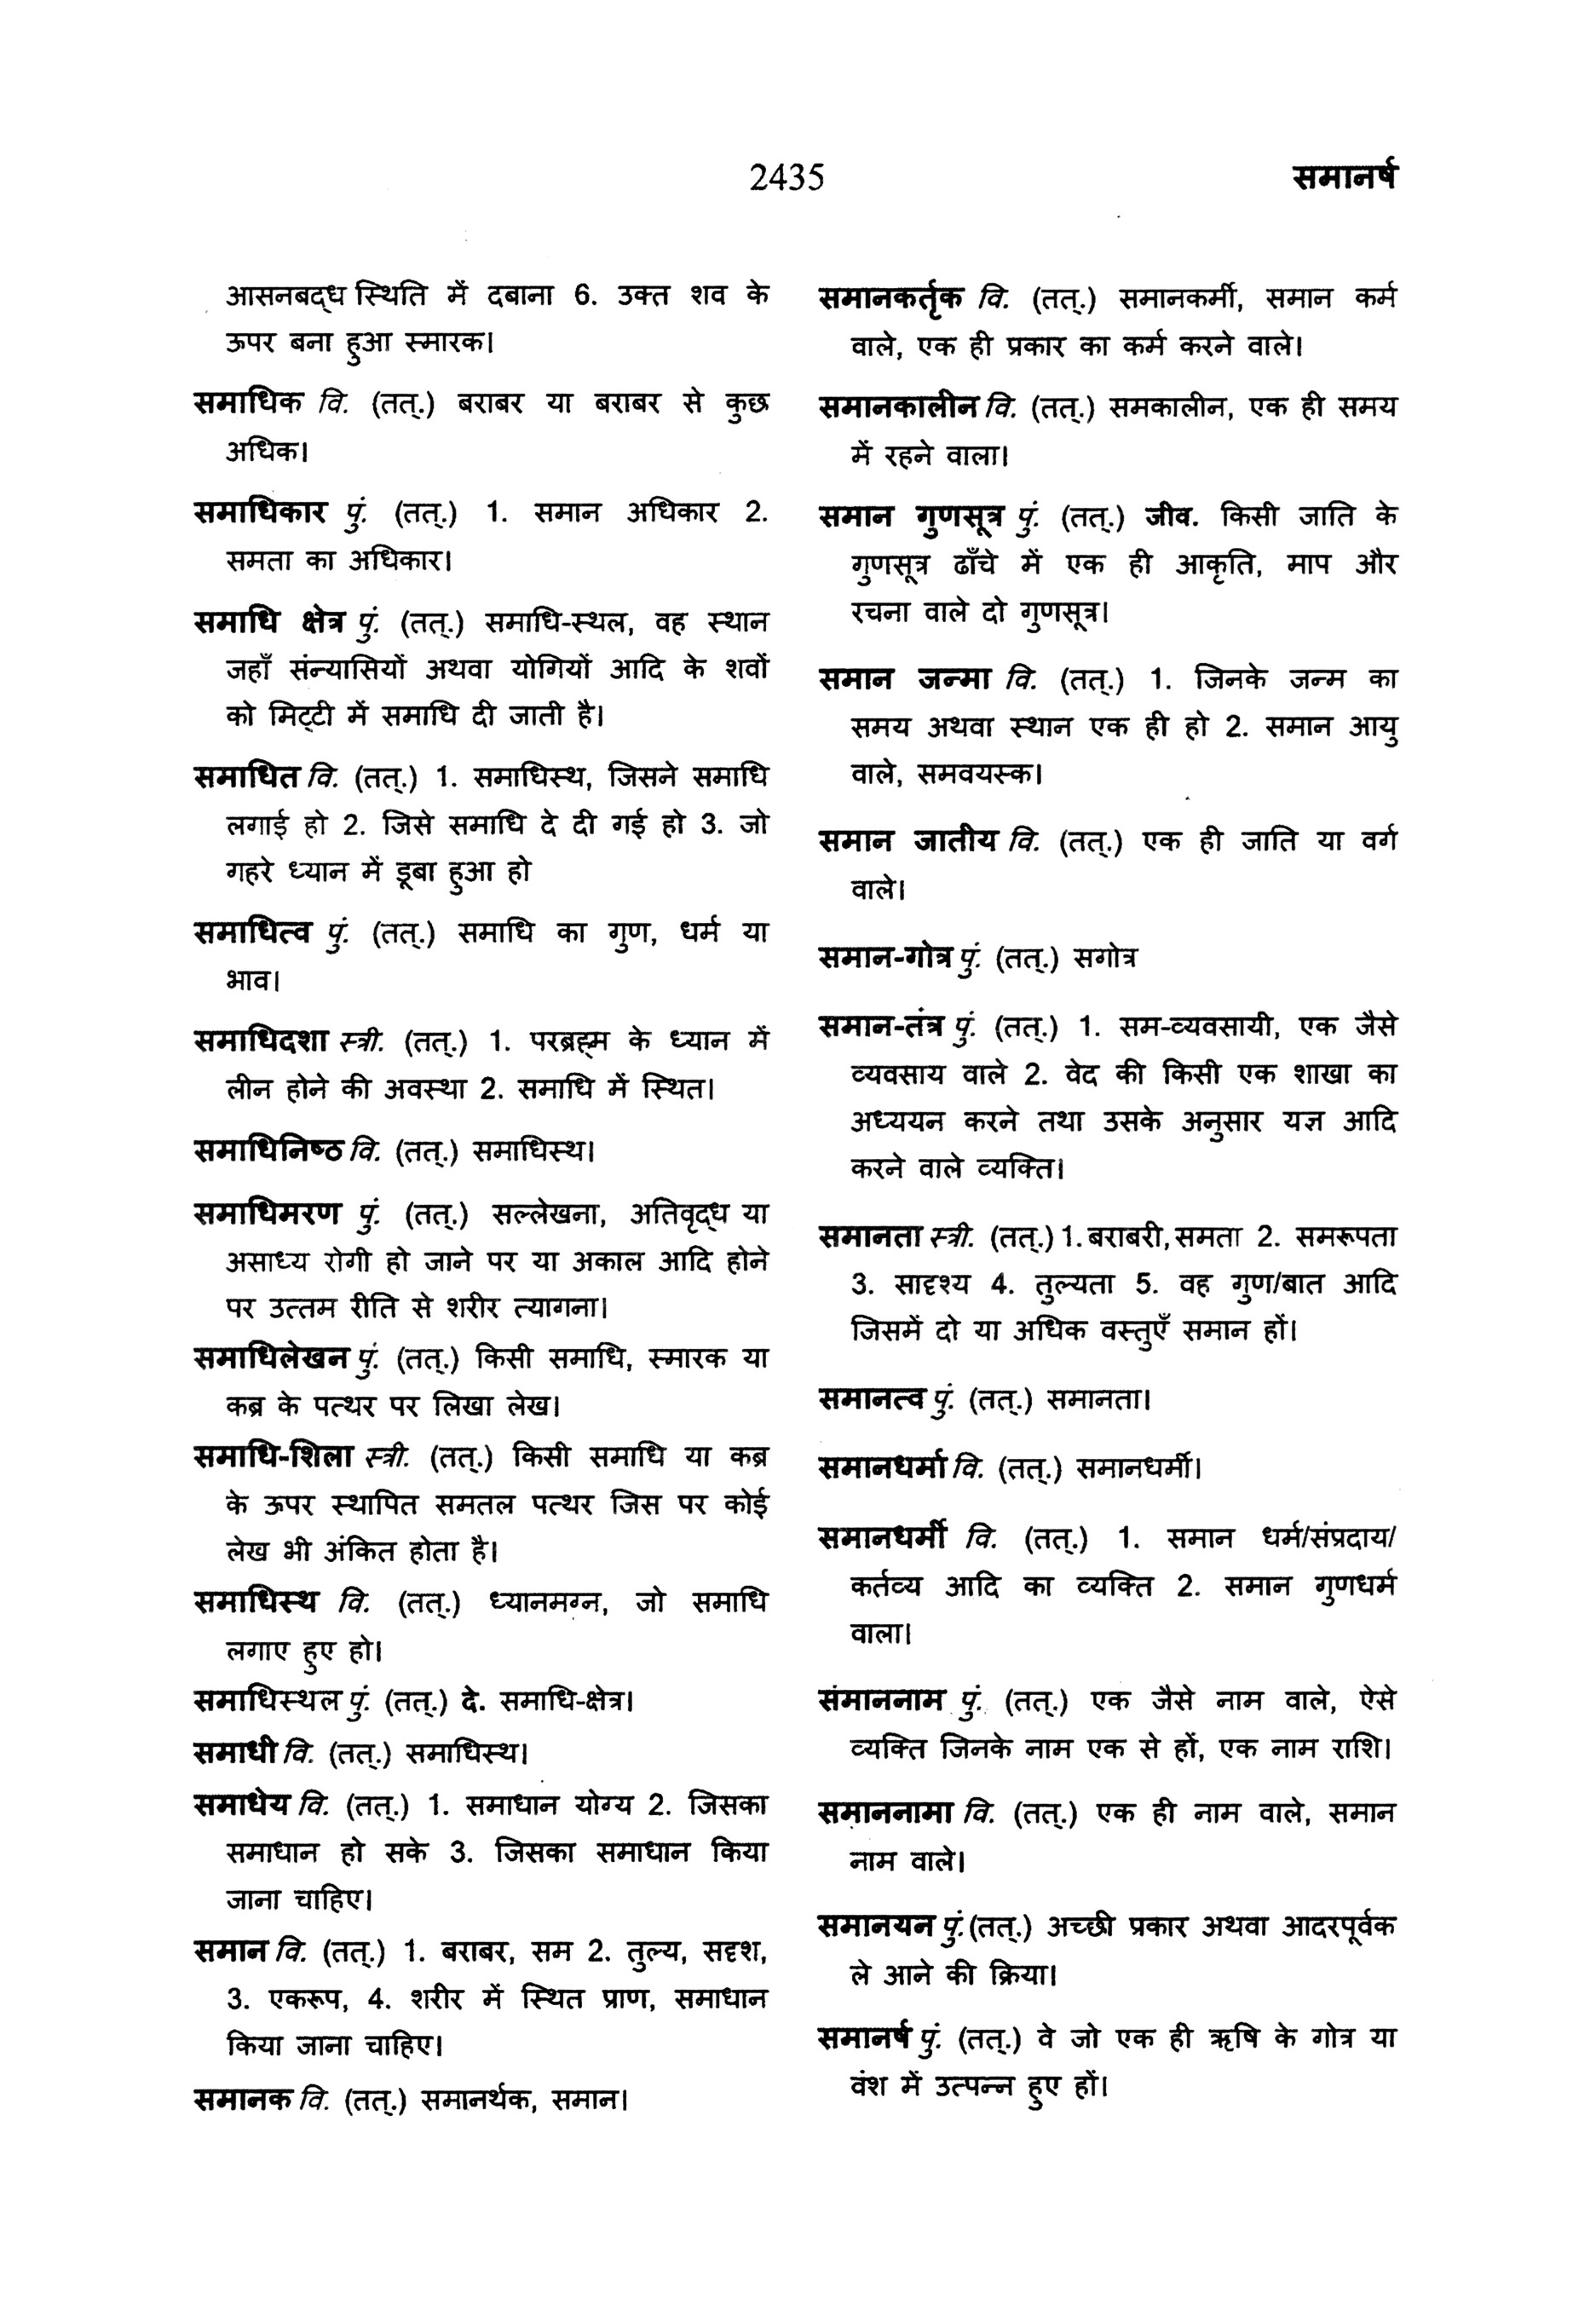 2435
समानर्ष
आसनबद्ध स्थिति में दबाना 6. उक्त शव के
ऊपर बना हुआ स्मारक।
समाधिक वि. (तत्.) बराबर या बराबर से कुछ
अधिक।
समाधिकार पुं. (तत्.) 1. समान अधिकार 2.
समता का अधिकार।
समाधि क्षेत्र पुं. (तत्.) समाधि-स्थल, वह स्थान
जहाँ संन्यासियों अथवा योगियों आदि के शवों
को मिट्टी में समाधि दी जाती है।
समाधित वि. (तत्.) 1. समाधिस्थ, जिसने समाधि
लगाई हो 2. जिसे समाधि दे दी गई हो 3. जो
गहरे ध्यान में डूबा हुआ हो
समाधित्व पुं. (तत्.) समाधि का गुण, धर्म या
भाव।
समाधिदशा स्त्री. (तत्.) 1. परब्रह्म के ध्यान में
लीन होने की अवस्था 2. समाधि में स्थित।
समाधिनिष्ठ वि. (तत्.) समाधिस्थ।
समाधिमरण पुं. (तत्.) सल्लेखना, अतिवृद्ध या
असाध्य रोगी हो जाने पर या अकाल आदि होने
पर उत्तम रीति से शरीर त्यागना।
समाधिलेखन पुं. (तत्.) किसी समाधि, स्मारक या
कब्र के पत्थर पर लिखा लेख।
समाधि-शिला स्त्री. (तत्.) किसी समाधि या कब्र
के ऊपर स्थापित समतल पत्थर जिस पर कोई
लेख भी अंकित होता है।
समाधिस्थ वि. (तत्.) ध्यानमग्न, जो समाधि
लगाए हुए हो।
समाधिस्थल पुं. (तत्.) दे. समाधि-क्षेत्र।
समाधी वि. (तत्.) समाधिस्थ।
समाधेय वि. (तत्.) 1. समाधान योग्य 2. जिसका
समाधान हो सके 3. जिसका समाधान किया
जाना चाहिए।
समान वि. (तत्.) 1. बराबर, सम 2. तुल्य, सदृश,
3. एकरूप, 4. शरीर में स्थित प्राण, समाधान
किया जाना चाहिए।
समानक वि. (तत्.) समानर्थक, समान।
समानकर्तृक वि. (तत्.) समानकर्मी, समान कर्म
वाले, एक ही प्रकार का कर्म करने वाले।
समानकालीन वि. (तत्.) समकालीन, एक ही समय
में रहने वाला।
समान गुणसूत्र पुं. (तत्.) जीव. किसी जाति के
गुणसूत्र ढाँचे में एक ही आकृति, माप और
रचना वाले दो गुणसूत्र।
समान जन्मा वि. (तत्.) 1. जिनके जन्म का
समय अथवा स्थान एक ही हो 2. समान आयु
वाले, समवयस्क।
समान जातीय वि. (तत्.) एक ही जाति या वर्ग
वाले।
समान-गोत्र पुं. (तत्.) सगोत्र
समान-तंत्र पुं. (तत्.) 1. सम-व्यवसायी, एक जैसे
व्यवसाय वाले 2. वेद की किसी एक शाखा का
अध्ययन करने तथा उसके अनुसार यज्ञ आदि
करने वाले व्यक्ति।
समानता स्त्री. (तत्.) 1. बराबरी, समता 2. समरूपता
3. सादृश्य 4. तुल्यता 5. वह गुण/बात आदि
जिसमें दो या अधिक वस्तुएँ समान हों।
समानत्व पुं. (तत्.) समानता।
समानधर्मा वि. (तत्.) समानधर्मी।
समानधर्मी वि. (तत्.) 1. समान धर्म/संप्रदाय/
कर्तव्य आदि का व्यक्ति 2. समान गुणधर्म
वाला।
संमाननाम पुं. (तत्.) एक जैसे नाम वाले, ऐसे
व्यक्ति जिनके नाम एक से हों, एक नाम राशि।
समाननामा वि. (तत्.) एक ही नाम वाले, समान
नाम वाले।
समानयन पुं. (तत्.) अच्छी प्रकार अथवा आदरपूर्वक
ले आने की क्रिया।
समानर्ष पुं. (तत्.) वे जो एक ही ऋषि के गोत्र या
वंश में उत्पन्न हुए हों।